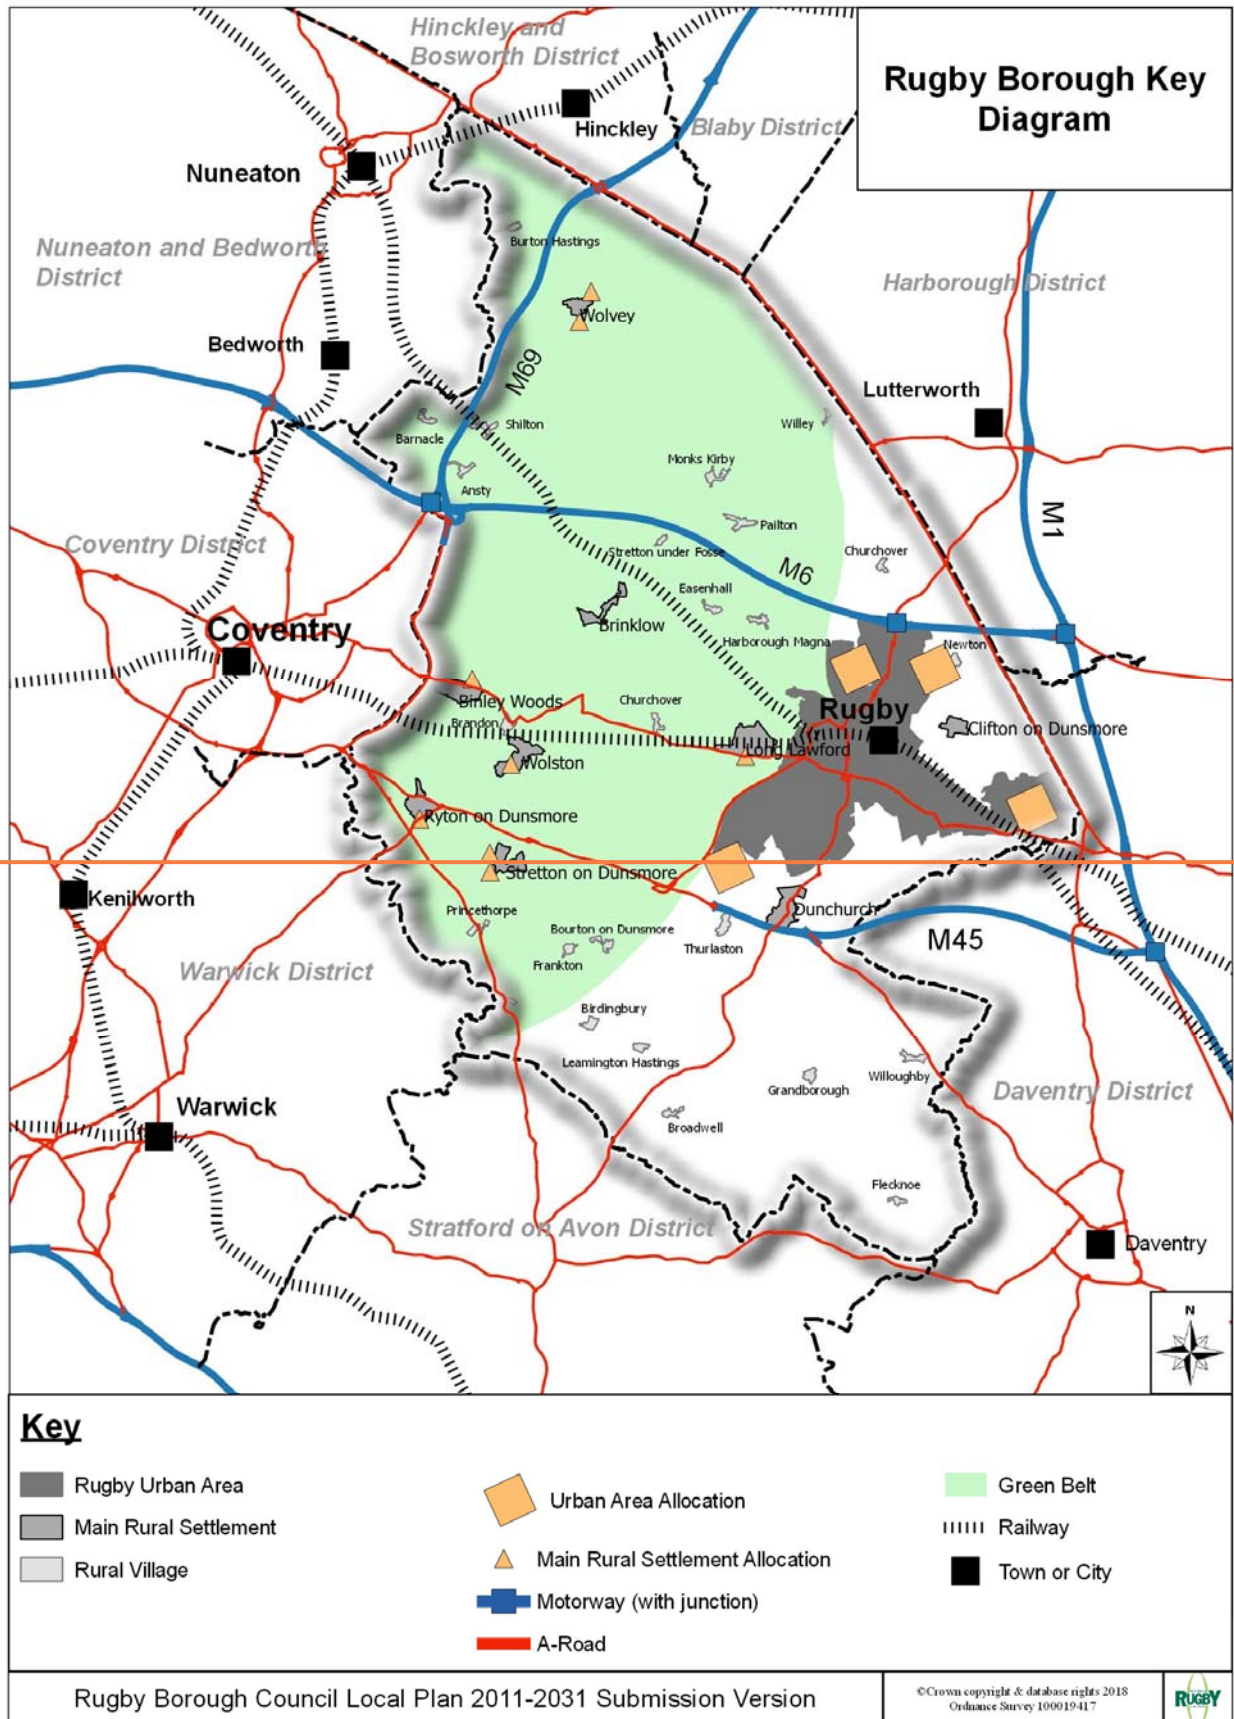 Hinckley and
Bosworth District
Rugby Borough Key
Diagram
Hinckley
Blaby District
Nuneaton
Burton Hastings
Nuneaton and Bedworth
District
Harborough District
Wolvey
Bedworth
M69
Lutterworth
Shilton
Willey
Barnacle
Monks Kirby
Ansty
M1
Pailton
Coventry District
Stretton under Fosse
Churchover
M6
Easenhall
Coventry
Brinklow
Harborough Magna
Newton
Binley Woods
Churchover
Rugby
Brandon
Clifton on Dunsmore
Long Lawford
Wolston
Ryton on Dunsmore
Stretton on Dunsmore
Kenilworth
Princethorpe
Dunchurch
Bourton on Dunsmore
Thurlaston
M45
Frankton
Warwick District
Birdingbury
Leamington Hastings
Willoughby
Grandborough
Daventry District
Warwick
Broadwell
Flecknoe
Stratford on Avon District
Daventry
N
Key
Rugby Urban Area
Main Rural Settlement
Rural Village
Urban Area Allocation
Main Rural Settlement Allocation
Motorway (with junction)
A-Road
Green Belt
Railway
Town or City
Rugby Borough Council Local Plan 2011-2031 Submission Version
©Crown copyright & database rights 2018
Ordnance Survey 100019417
RUGBY